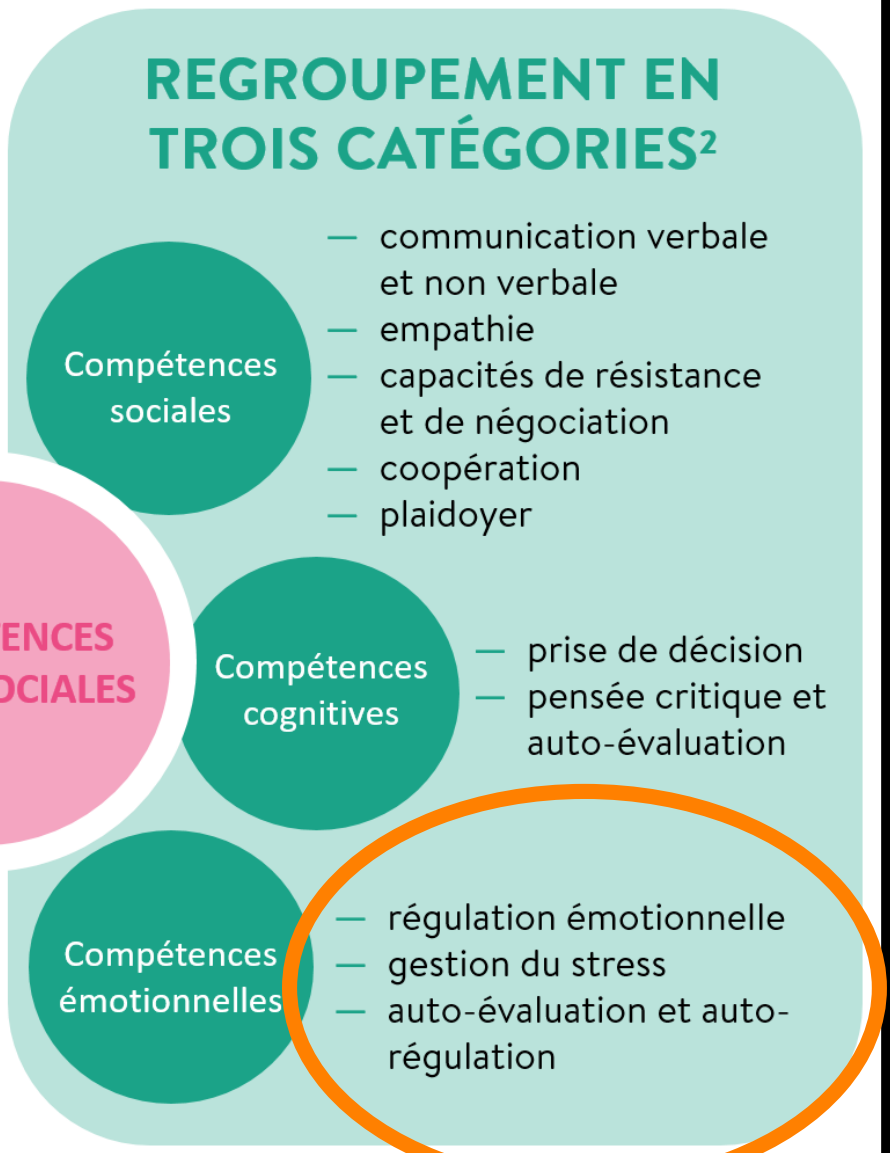 REGROUPEMENT EN
TROIS CATÉGORIES²
Compétences
sociales
— communication verbale
et non verbale
— empathie
— capacités de résistance
et de négociation
— coopération
— plaidoyer
ENCES
OCIALES
Compétences
cognitives
— prise de décision
— pensée critique et
auto-évaluation
Compétences
émotionnelles
— régulation émotionnelle
— gestion du stress
— auto-évaluation et auto-
régulation